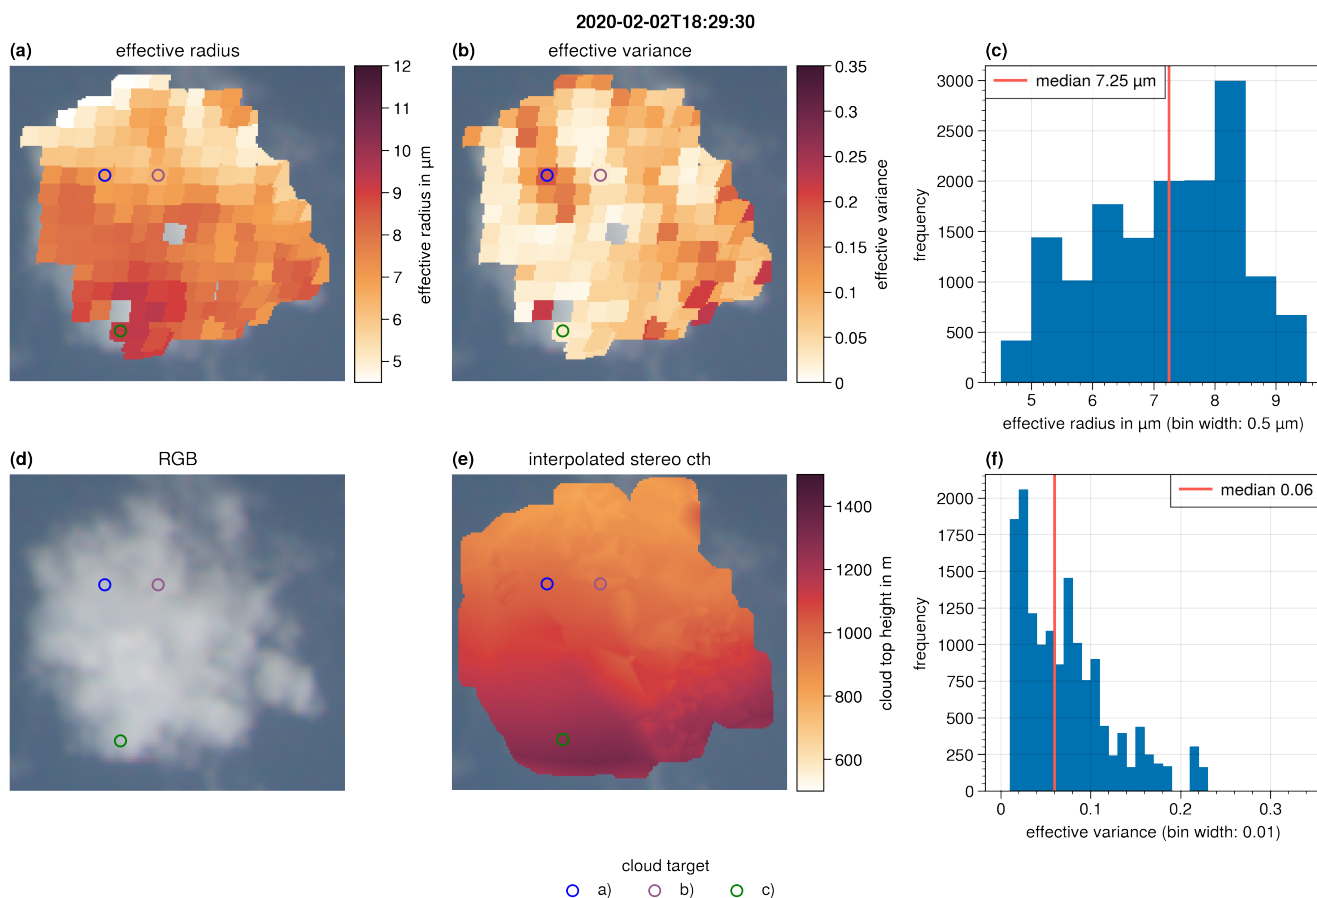 2020-02-02T18:29:30
(a) effective radius
12
11
10
9
8
7
6
5
effective radius in µm
(b) effective variance
0.35
0.3
0.25
0.2
0.15
0.1
0.05
0
effective variance
(c)
median 7.25 µm
3000
2500
2000
1500
1000
500
0
frequency
5 6 7 8 9
effective radius in µm (bin width: 0.5 µm)
(d) RGB
(e) interpolated stereo cth
1400
1200
1000
800
600
cloud top height in m
(f)
median 0.06
2000
1750
1500
1250
1000
750
500
250
0
frequency
0 0.1 0.2 0.3
effective variance (bin width: 0.01)
cloud target
a) b) c)